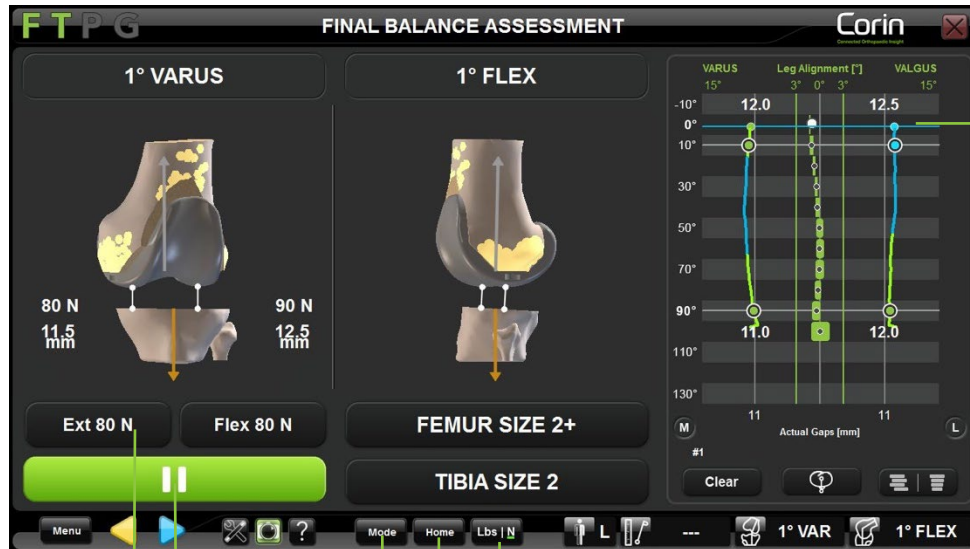 FTPG
FINAL BALANCE ASSESSMENT
Corin
Connected Orthopaedic Insight
1° VARUS
1° FLEX
VARUS Leg Alignment [°] VALGUS
15° 3° 0° 3° 15°
-10° 12.0 12.5
0°
10°
30°
50°
70°
90°
11.0 12.0
110°
130°
11 11
M Actual Gaps [mm] L
#1
80 N 90 N
11.5 12.5
mm mm
Ext 80 N Flex 80 N
FEMUR SIZE 2+
TIBIA SIZE 2
Clear
Menu ? Mode Home Lbs | N L --- 1° VAR 1° FLEX